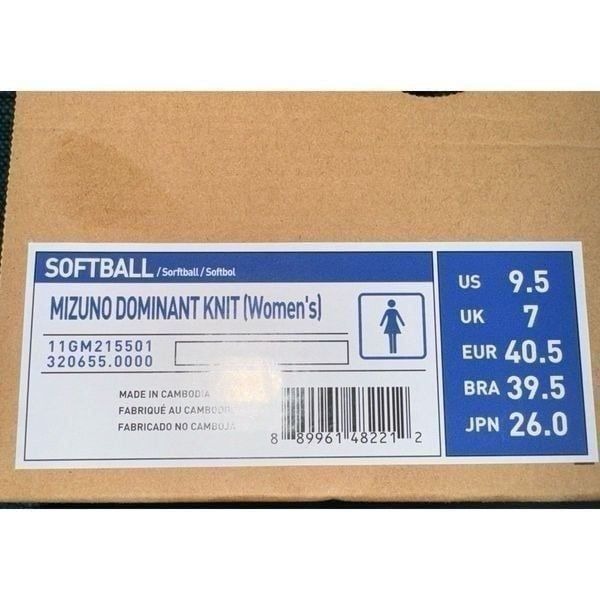 SOFTBALL / Sorftball / Softbol
MIZUNO DOMINANT KNIT (Women's)
11GM215501
320655.0000
MADE IN CAMBODIA
FABRIQUÉ AU CAMBODGE
FABRICADO NO CAMBOJA
8 89961 48221 2
US 9.5
UK 7
EUR 40.5
BRA 39.5
JPN 26.0